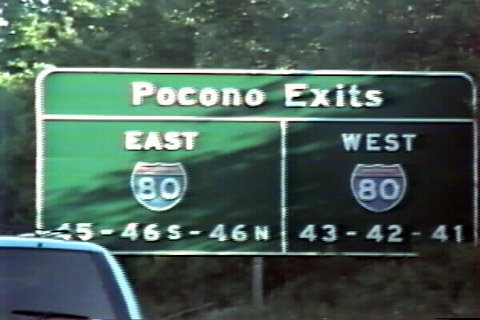 Pocono Exits
EAST
80
45-46S-46N
WEST
80
43-42-41